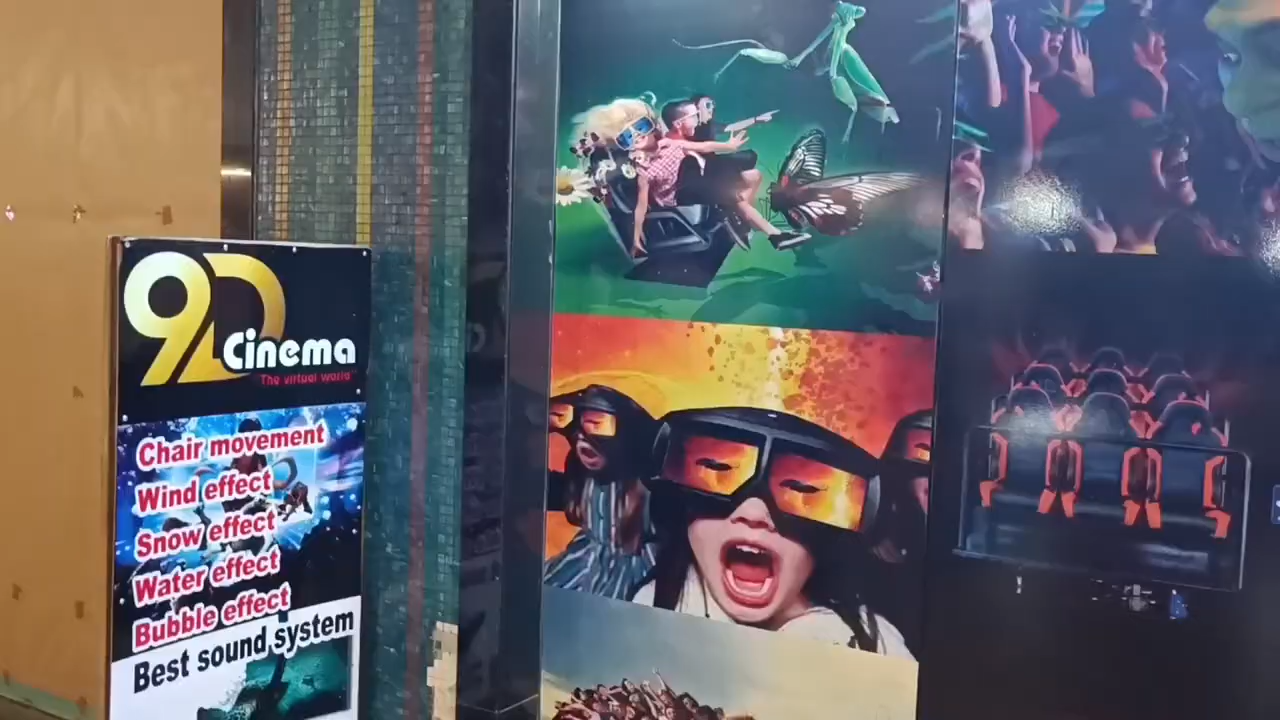 9D
Cinema
The virtual world
Chair movement
Wind effect
Snow effect
Water effect
Bubble effect
Best sound system